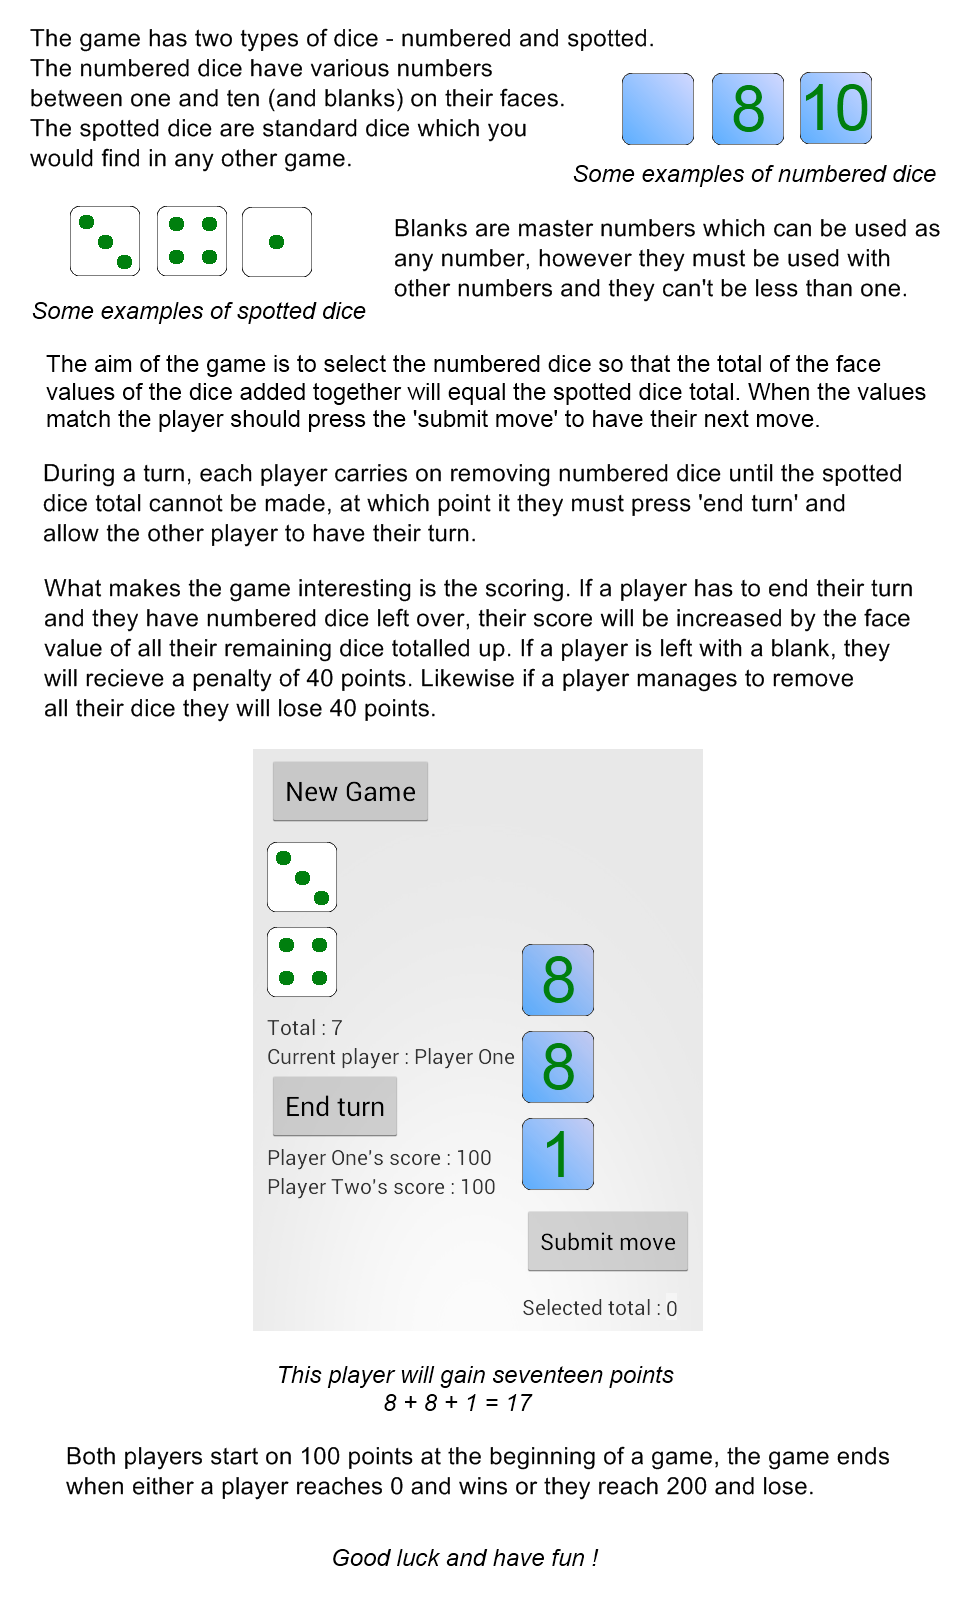 The game has two types of dice - numbered and spotted.
The numbered dice have various numbers
between one and ten (and blanks) on their faces.
The spotted dice are standard dice which you
would find in any other game.
8 10
Some examples of numbered dice
Some examples of spotted dice
Blanks are master numbers which can be used as
any number, however they must be used with
other numbers and they can't be less than one.
The aim of the game is to select the numbered dice so that the total of the face
values of the dice added together will equal the spotted dice total. When the values
match the player should press the 'submit move' to have their next move.
During a turn, each player carries on removing numbered dice until the spotted
dice total cannot be made, at which point it they must press 'end turn' and
allow the other player to have their turn.
What makes the game interesting is the scoring. If a player has to end their turn
and they have numbered dice left over, their score will be increased by the face
value of all their remaining dice totalled up. If a player is left with a blank, they
will recieve a penalty of 40 points. Likewise if a player manages to remove
all their dice they will lose 40 points.
New Game
8
8
1
Total : 7
Current player : Player One
End turn
Player One's score : 100
Player Two's score : 100
Submit move
Selected total : 0
This player will gain seventeen points
8 + 8 + 1 = 17
Both players start on 100 points at the beginning of a game, the game ends
when either a player reaches 0 and wins or they reach 200 and lose.
Good luck and have fun !